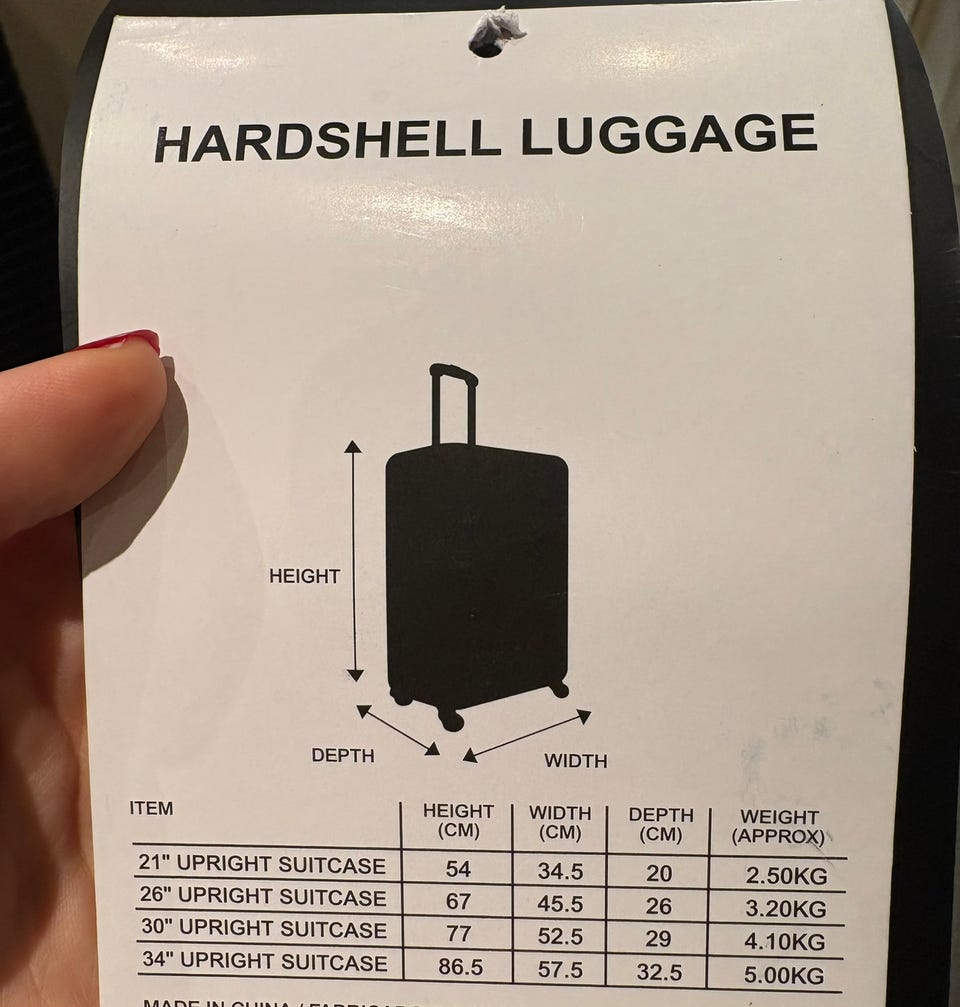 HARDSHELL LUGGAGE
HEIGHT
DEPTH
WIDTH
ITEM HEIGHT (CM) WIDTH (CM) DEPTH (CM) WEIGHT (APPROX)
21" UPRIGHT SUITCASE 54 34.5 20 2.50KG
26" UPRIGHT SUITCASE 67 45.5 26 3.20KG
30" UPRIGHT SUITCASE 77 52.5 29 4.10KG
34" UPRIGHT SUITCASE 86.5 57.5 32.5 5.00KG
MADE IN CHINA /